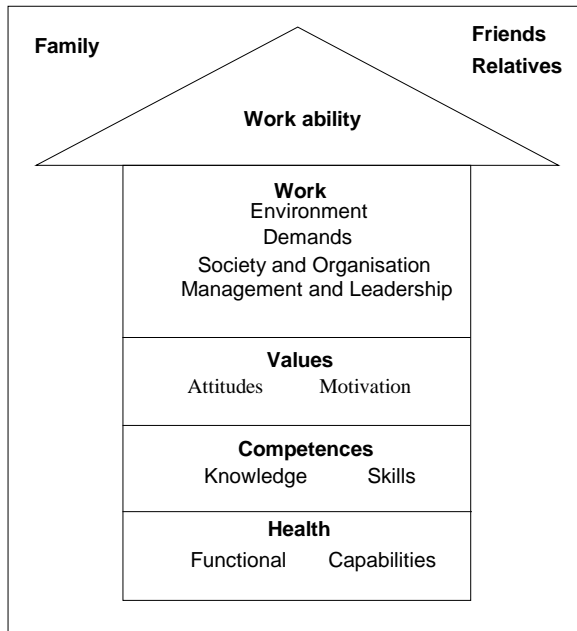 Family
Friends
Relatives
Work ability
Work
Environment
Demands
Society and Organisation
Management and Leadership
Values
Attitudes Motivation
Competences
Knowledge Skills
Health
Functional Capabilities